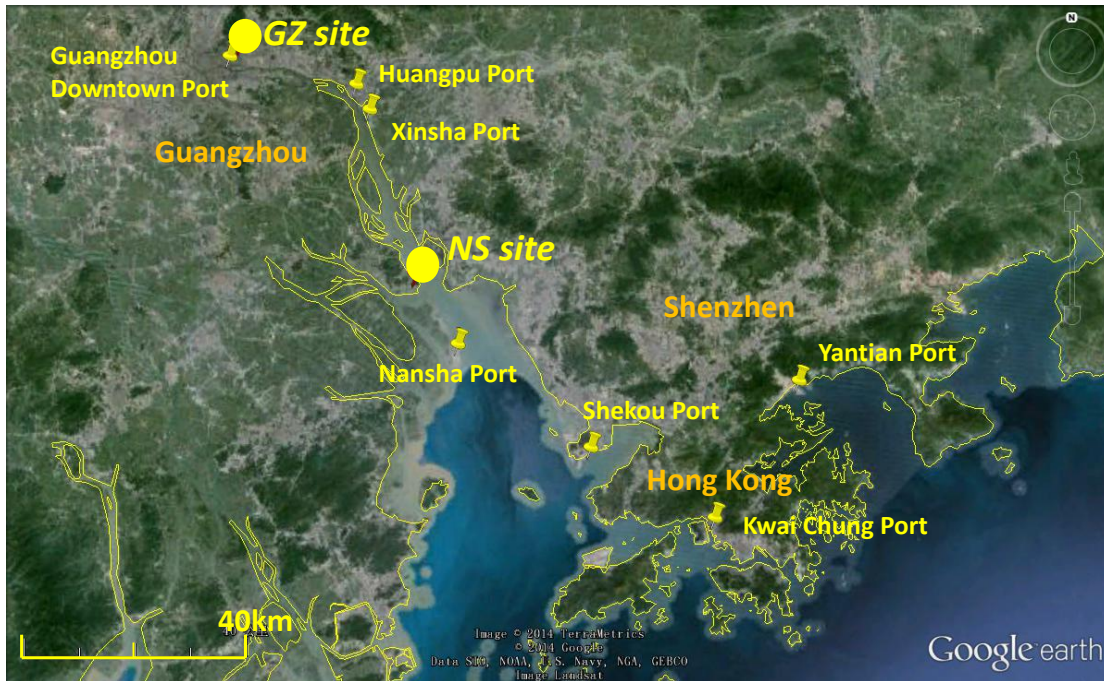 N
GZ site
Guangzhou
Downtown Port
Huangpu Port
Xinsha Port
Guangzhou
NS site
Shenzhen
Nansha Port
Yantian Port
Shekou Port
Hong Kong
Kwai Chung Port
40km
Image © 2014 TerraMetrics
© 2014 Google
Data SIO, NOAA, U.S. Navy, NGA, GEBCO
Image Landsat
Google earth